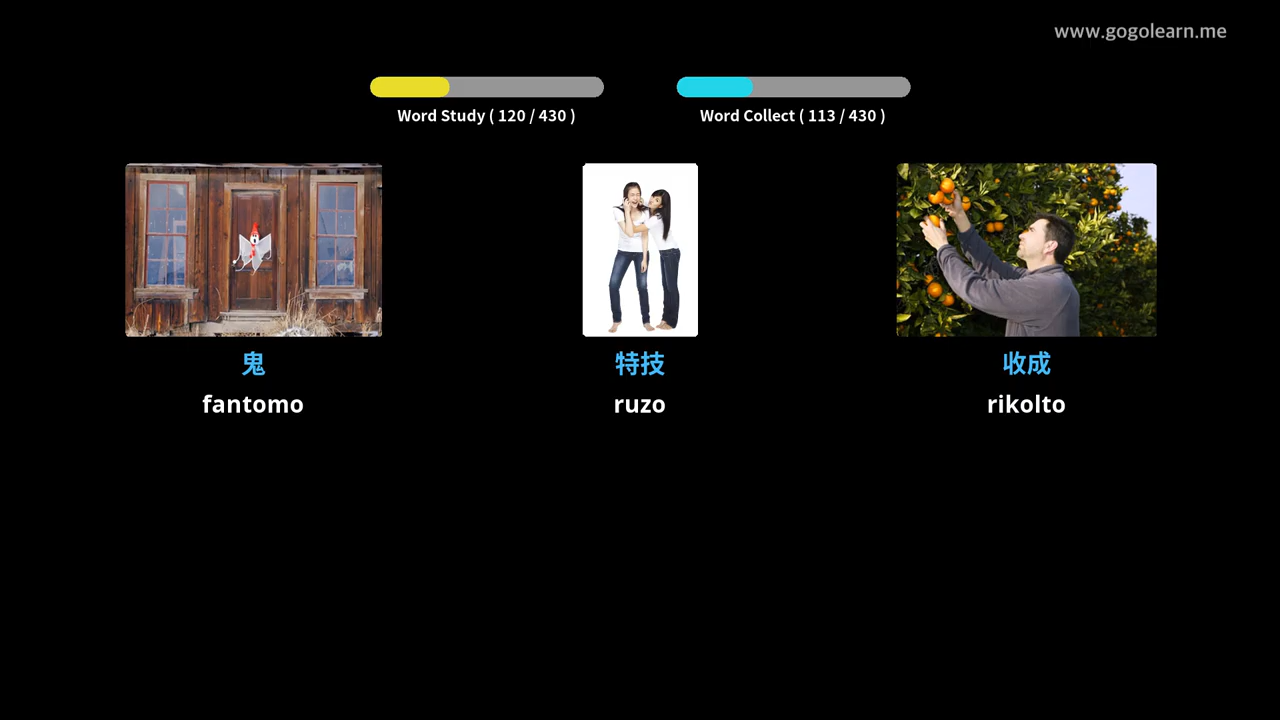 www.gogolearn.me
Word Study ( 120 / 430 )
Word Collect ( 113 / 430 )
鬼
特技
收成
fantomo
ruzo
rikolto